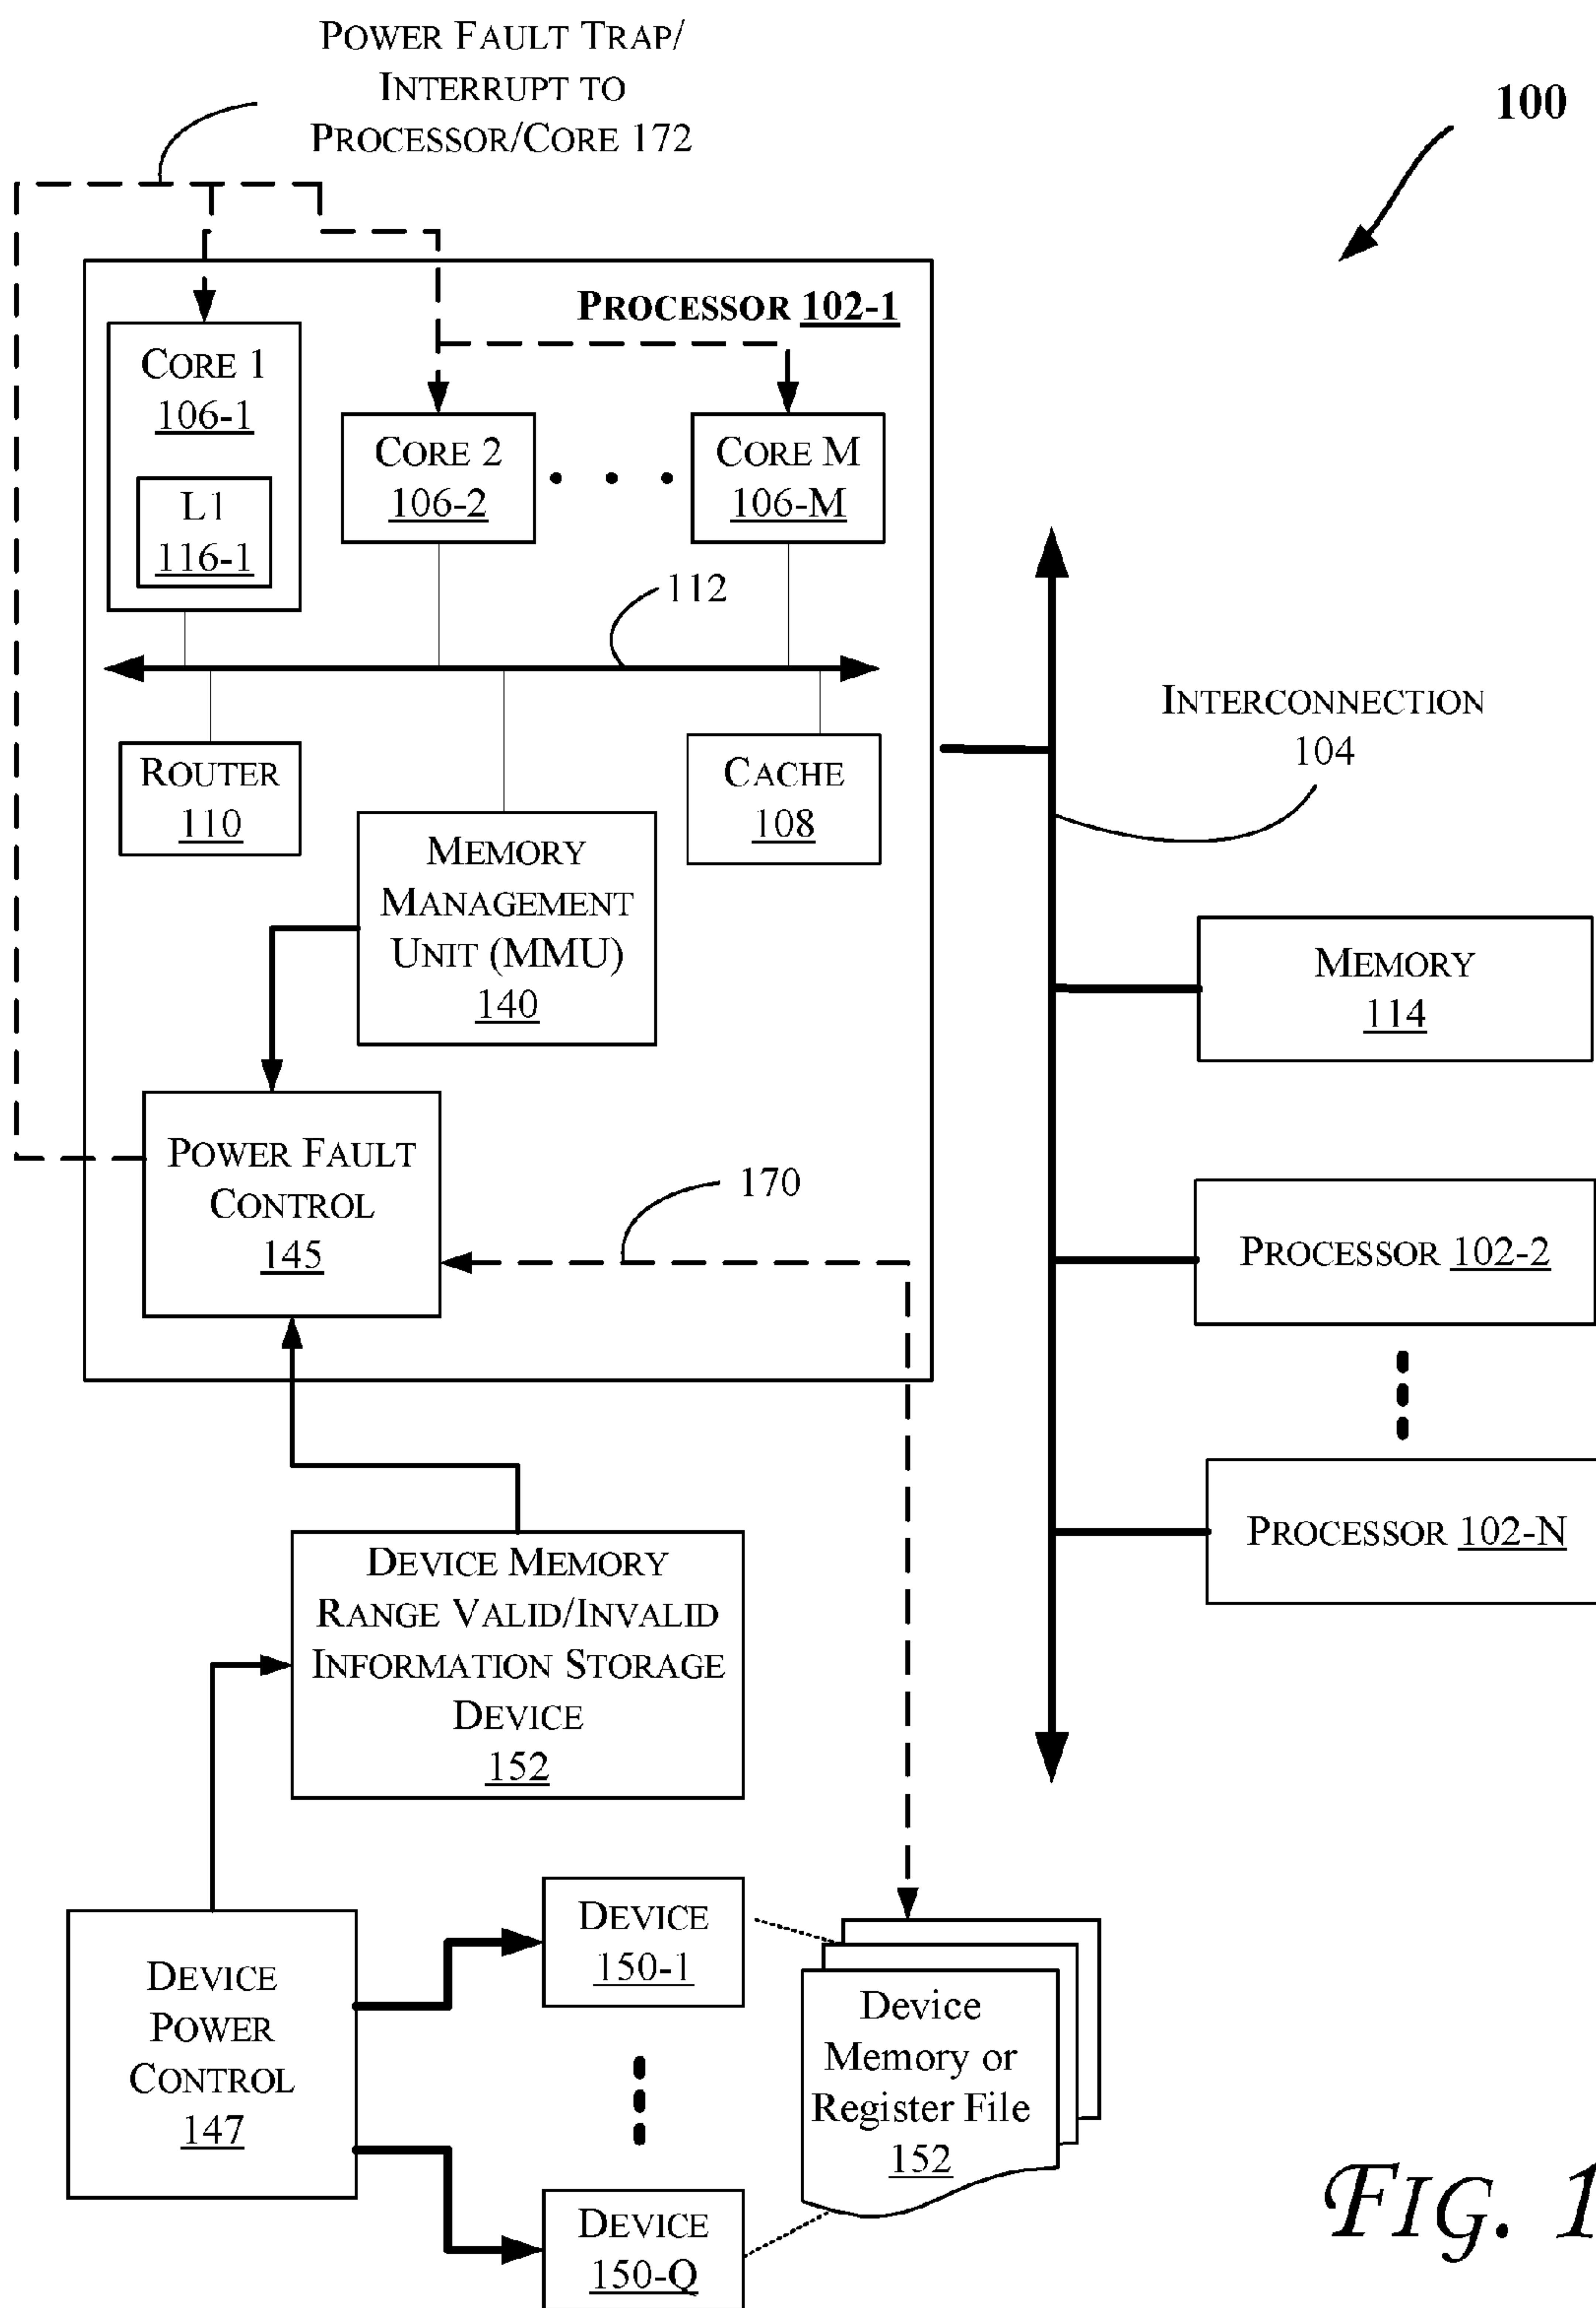 POWER FAULT TRAP/
INTERRUPT TO
PROCESSOR/CORE 172
100
PROCESSOR 102-1
CORE 1
106-1
L1
116-1
CORE 2
106-2
CORE M
106-M
112
ROUTER
110
CACHE
108
MEMORY
MANAGEMENT
UNIT (MMU)
140
POWER FAULT
CONTROL
145
170
INTERCONNECTION
104
MEMORY
114
PROCESSOR 102-2
PROCESSOR 102-N
DEVICE MEMORY
RANGE VALID/INVALID
INFORMATION STORAGE
DEVICE
152
DEVICE
POWER
CONTROL
147
DEVICE
150-1
DEVICE
150-Q
Device
Memory or
Register File
152
FIG. 1